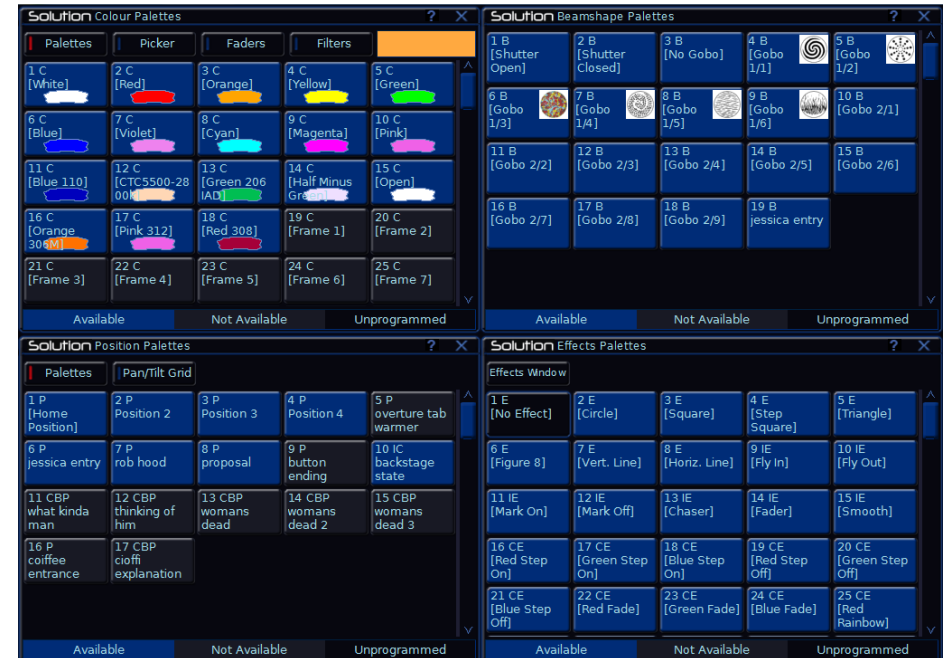 Solution Colour Palettes ? X
Palettes Picker Faders Filters
1 C
[White]
2 C
[Red]
3 C
[Orange]
4 C
[Yellow]
5 C
[Green]
6 C
[Blue]
7 C
[Violet]
8 C
[Cyan]
9 C
[Magenta]
10 C
[Pink]
11 C
[Blue 110]
12 C
[CTC5500-28
13 C
[Green 206
IAD]
14 C
[Half Minus
Green]
15 C
[Open]
16 C
[Orange
306M]
17 C
[Pink 312]
18 C
[Red 308]
19 C
[Frame 1]
20 C
[Frame 2]
21 C
[Frame 3]
22 C
[Frame 4]
23 C
[Frame 5]
24 C
[Frame 6]
25 C
[Frame 7]
Available Not Available Unprogrammed
Solution Beamshape Palettes ? X
1 B
[Shutter
Open]
2 B
[Shutter
Closed]
3 B
[No Gobo]
4 B
[Gobo
1/1]
5 B
[Gobo
1/2]
6 B
[Gobo
1/3]
7 B
[Gobo
1/4]
8 B
[Gobo
1/5]
9 B
[Gobo
1/6]
10 B
[Gobo 2/1]
11 B
[Gobo 2/2]
12 B
[Gobo 2/3]
13 B
[Gobo 2/4]
14 B
[Gobo 2/5]
15 B
[Gobo 2/6]
16 B
[Gobo 2/7]
17 B
[Gobo 2/8]
18 B
[Gobo 2/9]
19 B
jessica entry
Available Not Available Unprogrammed
Solution Position Palettes ? X
Palettes Pan/Tilt Grid
1 P
[Home
Position]
2 P
Position 2
3 P
Position 3
4 P
Position 4
5 P
overture tab
warmer
6 P
jessica entry
7 P
rob hood
8 P
proposal
9 P
button
ending
10 IC
backstage
state
11 CBP
what kinda
man
12 CBP
thinking of
him
13 CBP
womans
dead
14 CBP
womans
dead 2
15 CBP
womans
dead 3
16 P
coiffee
entrance
17 CBP
cioffi
explanation
Available Not Available Unprogrammed
Solution Effects Palettes ? X
Effects Window
1 E
[No Effect]
2 E
[Circle]
3 E
[Square]
4 E
[Step
Square]
5 E
[Triangle]
6 E
[Figure 8]
7 E
[Vert. Line]
8 E
[Horiz. Line]
9 IE
[Fly In]
10 IE
[Fly Out]
11 IE
[Mark On]
12 IE
[Mark Off]
13 IE
[Chaser]
14 IE
[Fader]
15 IE
[Smooth]
16 CE
[Red Step
On]
17 CE
[Green Step
On]
18 CE
[Blue Step
On]
19 CE
[Red Step
Off]
20 CE
[Green Step
Off]
21 CE
[Blue Step
Off]
22 CE
[Red Fade]
23 CE
[Green Fade]
24 CE
[Blue Fade]
25 CE
[Red
Rainbow]
Available Not Available Unprogrammed